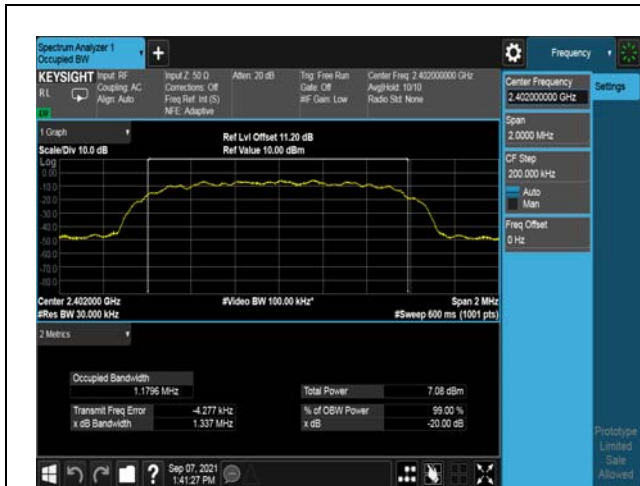 Spectrum Analyzer 1
Occupied BW
+
Frequency
KEYSIGHT
RL
Input: RF
Coupling: AC
Align: Auto
Input Z: 50 Ω
Corrections: Off
Freq Ref: Int (S)
NFE: Adaptive
Atten: 20 dB
Trig: Free Run
Gate: Off
#IF Gain: Low
Center Freq: 2.402000000 GHz
Avg|Hold: 10/10
Radio Std: None
Center Frequency
2.402000000 GHz
Settings
Span
2.0000 MHz
CF Step
200.000 kHz
Auto
Man
Freq Offset
0 Hz
1 Graph
Scale/Div 10.0 dB
Ref Lvl Offset 11.20 dB
Ref Value 10.00 dBm
Log
0.00
-10.0
-20.0
-30.0
-40.0
-50.0
-60.0
-70.0
-80.0
Center 2.402000 GHz
#Res BW 30.000 kHz
#Video BW 100.00 kHz*
Span 2 MHz
#Sweep 600 ms (1001 pts)
2 Metrics
Occupied Bandwidth
1.1796 MHz
Total Power 7.08 dBm
Transmit Freq Error -4.277 kHz
% of OBW Power 99.00 %
x dB Bandwidth 1.337 MHz
x dB -20.00 dB
Sep 07, 2021
1:41:27 PM
?
Prototype
Limited
Sale
Allowed